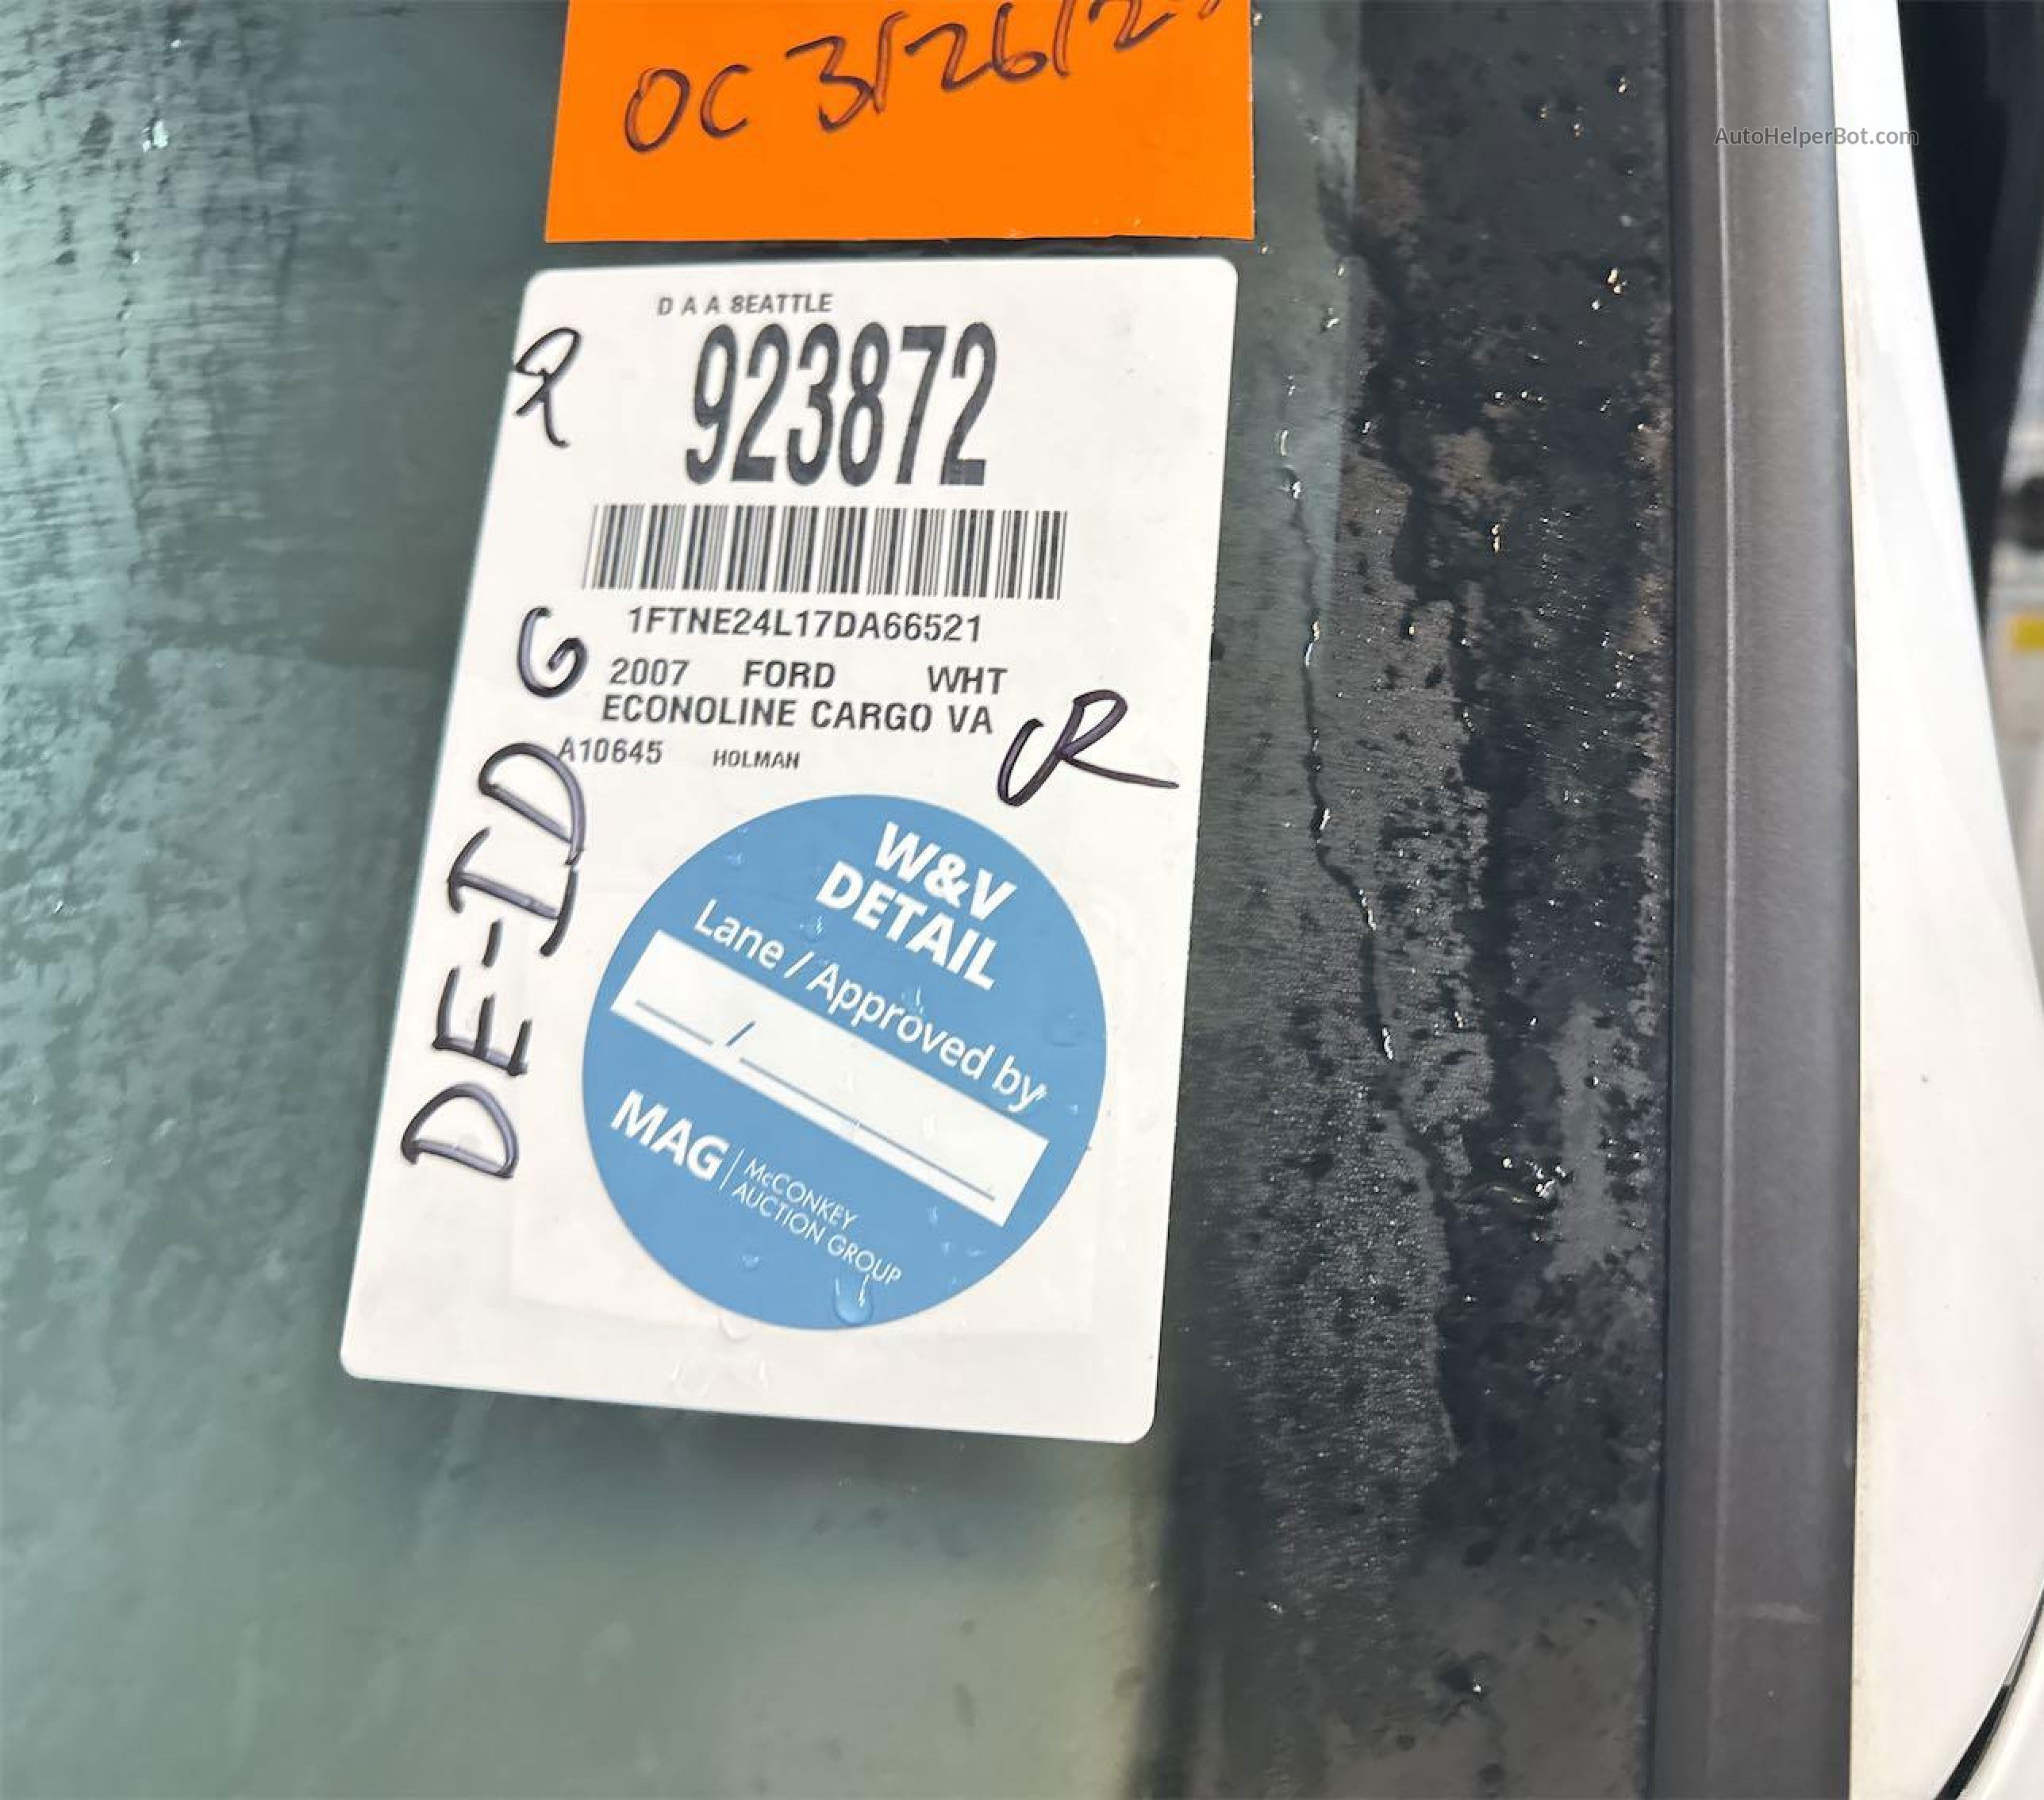 OC 3/26/2
AutoHelperBot.com
D A A SEATTLE
923872
1FTNE24L17DA66521
2007 FORD WHT
ECONOLINE CARGO VA
A10645 HOLMAN
R
G
DE-ID
W&V
DETAIL
Lane / Approved by
/
MAG
McCONKEY
AUCTION GROUP